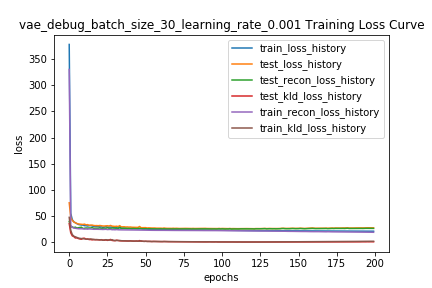 vae_debug_batch_size_30_learning_rate_0.001 Training Loss Curve
train_loss_history
test_loss_history
test_recon_loss_history
test_kld_loss_history
train_recon_loss_history
train_kld_loss_history
350
300
250
200
150
100
50
0
loss
0 25 50 75 100 125 150 175 200
epochs